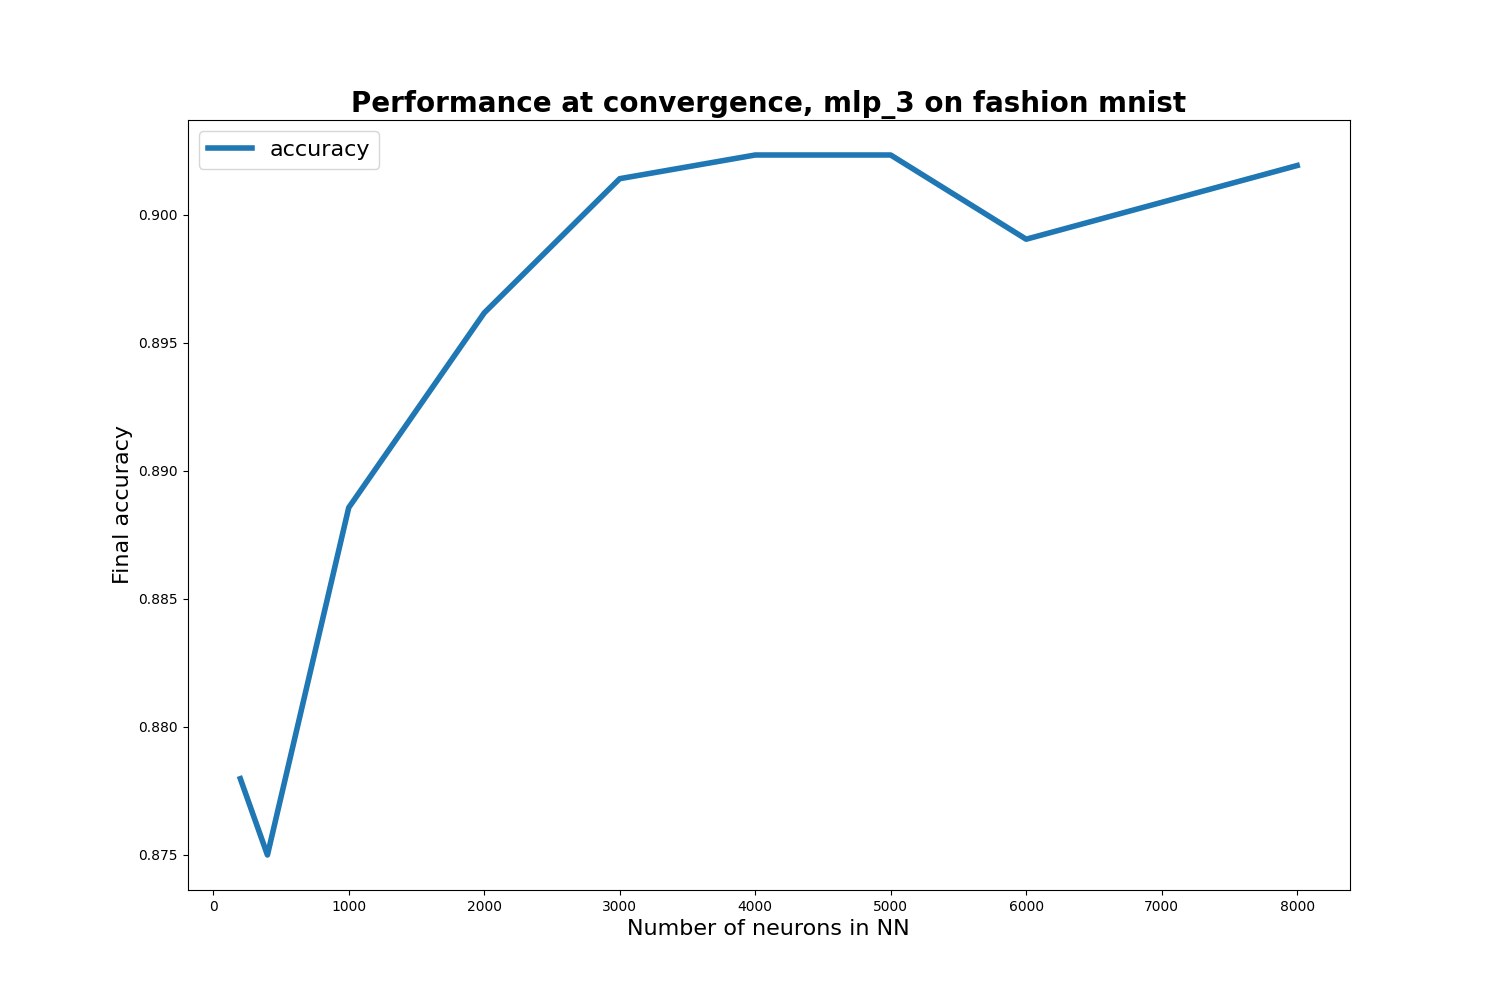 Performance at convergence, mlp_3 on fashion mnist
accuracy
Final accuracy
0.900
0.895
0.890
0.885
0.880
0.875
0 1000 2000 3000 4000 5000 6000 7000 8000
Number of neurons in NN